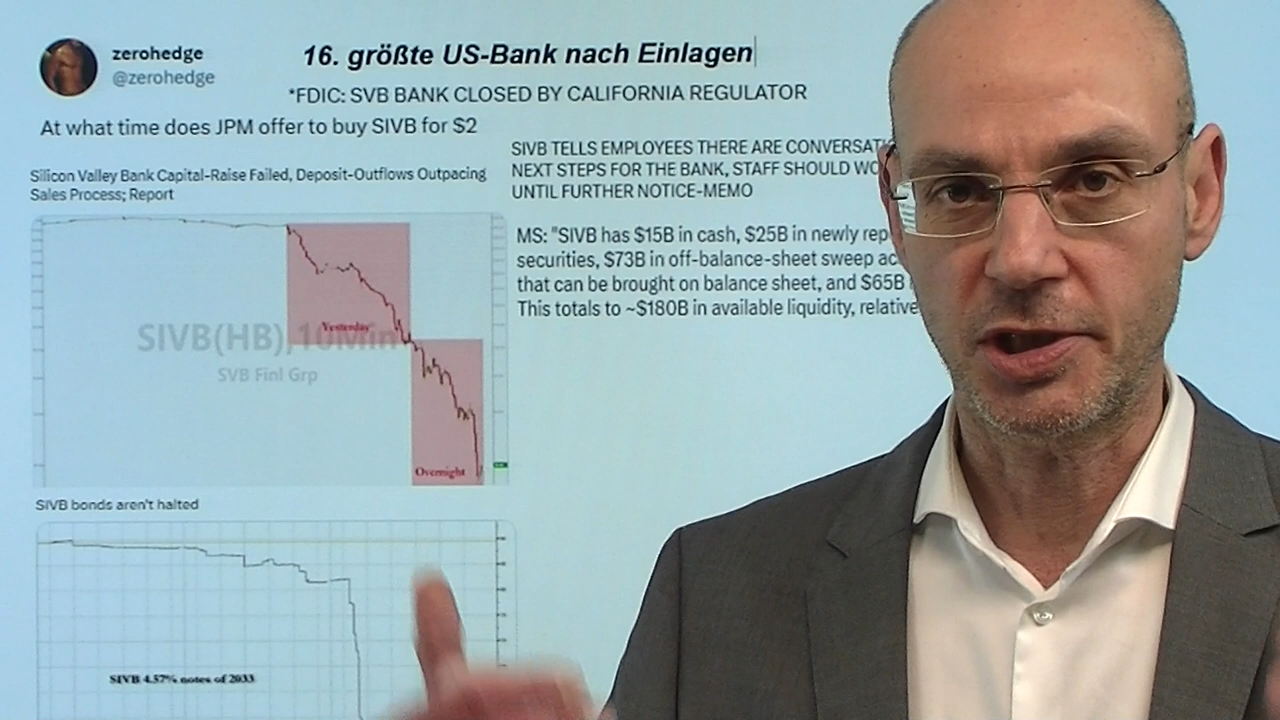 zerohedge
@zerohedge
16. größte US-Bank nach Einlagen
*FDIC: SVB BANK CLOSED BY CALIFORNIA REGULATOR
At what time does JPM offer to buy SIVB for $2
Silicon Valley Bank Capital-Raise Failed, Deposit-Outflows Outpacing
Sales Process; Report
SIVB TELLS EMPLOYEES THERE ARE
NEXT STEPS FOR THE BANK, STAFF SHOULD
UNTIL FURTHER NOTICE-MEMO
MS: "SIVB has $15B in cash, $25B in newly
securities, $73B in off-balance-sheet sweep
that can be brought on balance sheet, and $65B
This totals to ~$180B in available liquidity, relative
Yesterday
SIVB(HB),10Min
SVB Finl Grp
Overnight
SIVB bonds aren't halted
SIVB 4.57% notes of 2033